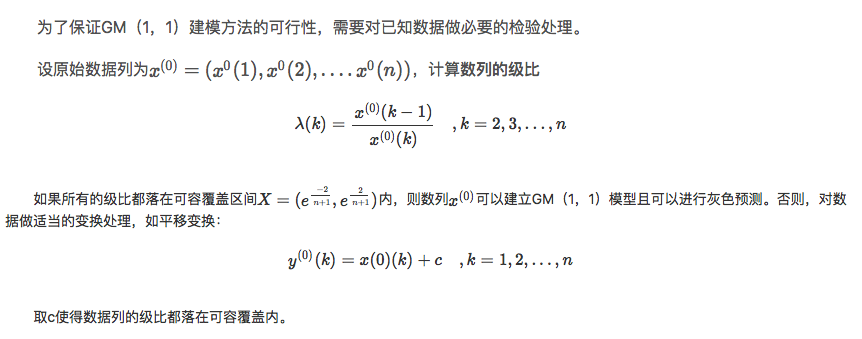 为了保证GM（1，1）建模方法的可行性，需要对已知数据做必要的检验处理。
设原始数据列为x^{(0)} = (x^0(1), x^0(2), ....x^0(n))，计算数列的级比
λ(k) = \frac{x^{(0)}(k−1)}{x^{(0)}(k)} , k = 2, 3, ..., n
如果所有的级比都落在可容覆盖区间X = (e^{\frac{−2}{n+1}}, e^{\frac{2}{n+1}})内，则数列x^{(0)}可以建立GM（1，1）模型且可以进行灰色预测。否则，对数
据做适当的变换处理，如平移变换：
y^{(0)}(k) = x(0)(k) + c , k = 1, 2, ..., n
取c使得数据列的级比都落在可容覆盖内。